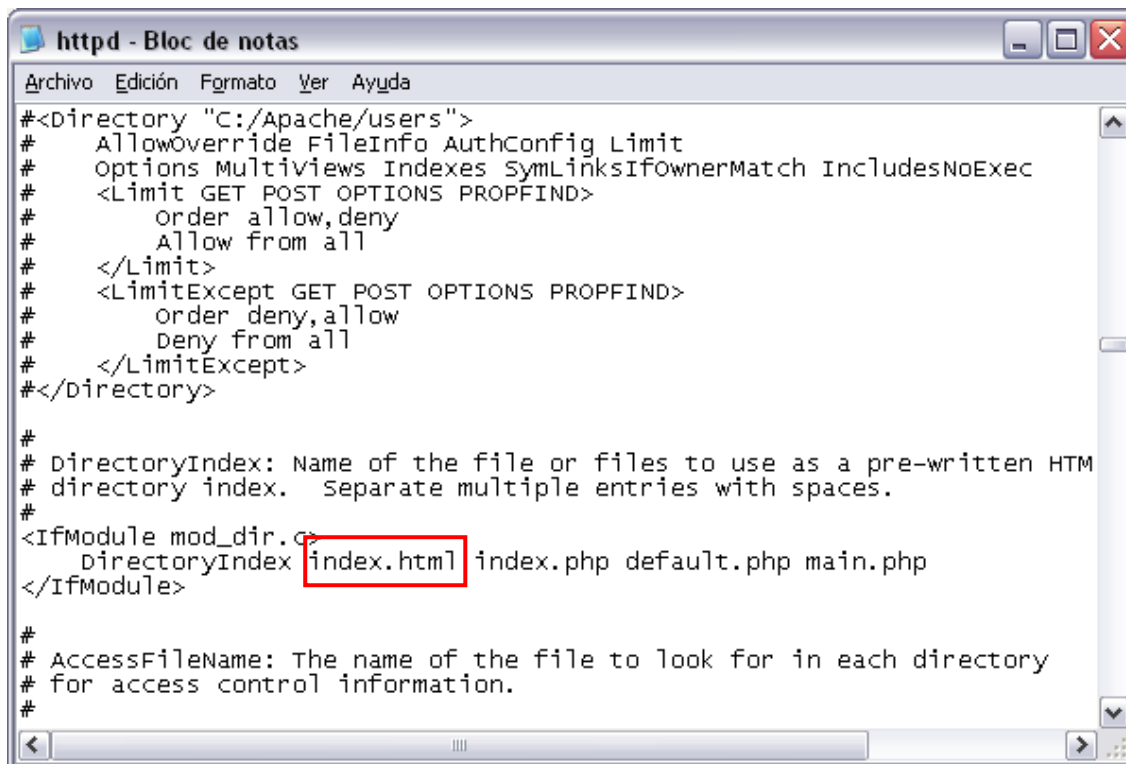 httpd - Bloc de notas
Archivo Edición Formato Ver Ayuda
#<Directory "C:/Apache/users">
#    AllowOverride FileInfo AuthConfig Limit
#    Options MultiViews Indexes SymLinksIfOwnerMatch IncludesNoExec
#    <Limit GET POST OPTIONS PROPFIND>
#        Order allow,deny
#        Allow from all
#    </Limit>
#    <LimitExcept GET POST OPTIONS PROPFIND>
#        Order deny,allow
#        Deny from all
#    </LimitExcept>
#</Directory>
#
# DirectoryIndex: Name of the file or files to use as a pre-written HTM
# directory index.  Separate multiple entries with spaces.
#
<IfModule mod_dir.c>
    DirectoryIndex index.html index.php default.php main.php
</IfModule>
#
# AccessFileName: The name of the file to look for in each directory
# for access control information.
#